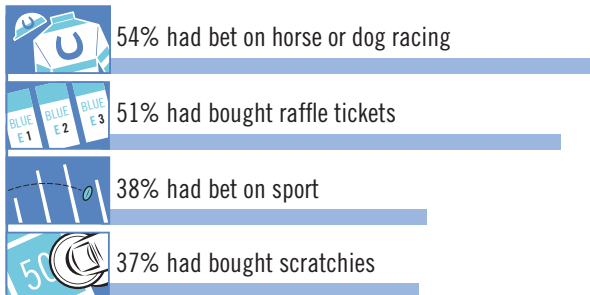 54% had bet on horse or dog racing
51% had bought raffle tickets
BLUE
E 1
BLUE
E 2
BLUE
E 3
38% had bet on sport
37% had bought scratchies
50